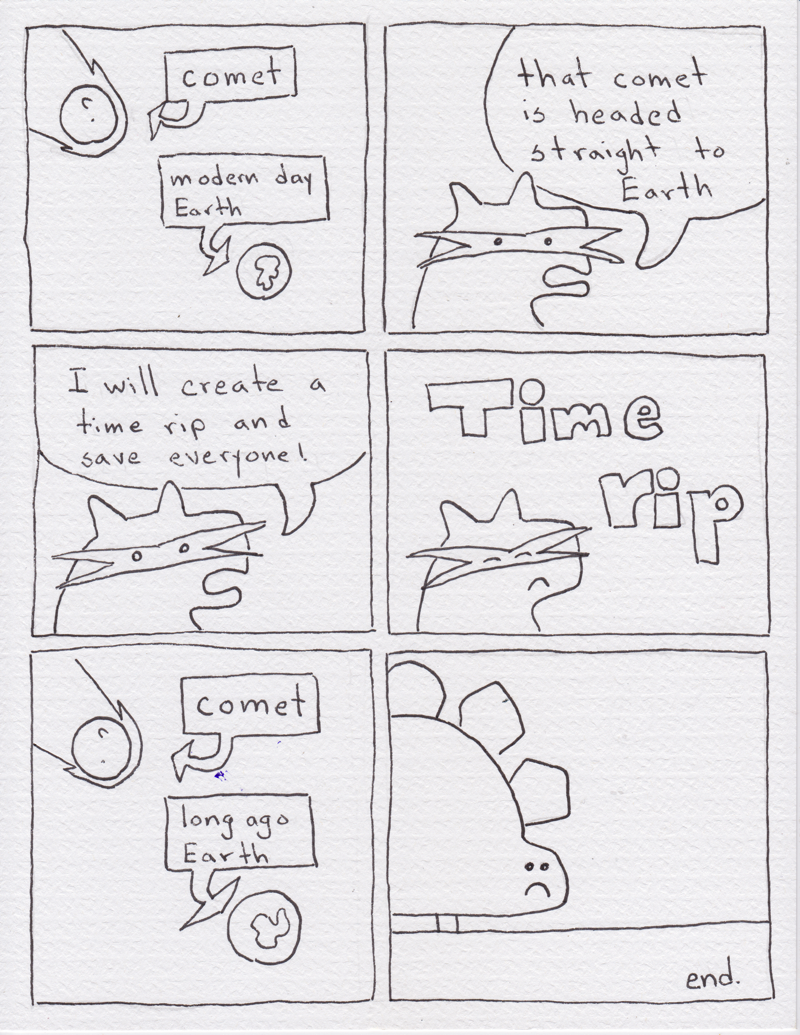 comet
modern day
Earth
that comet
is headed
straight to
Earth
I will create a
time rip and
save everyone!
Time
rip
comet
long ago
Earth
end.